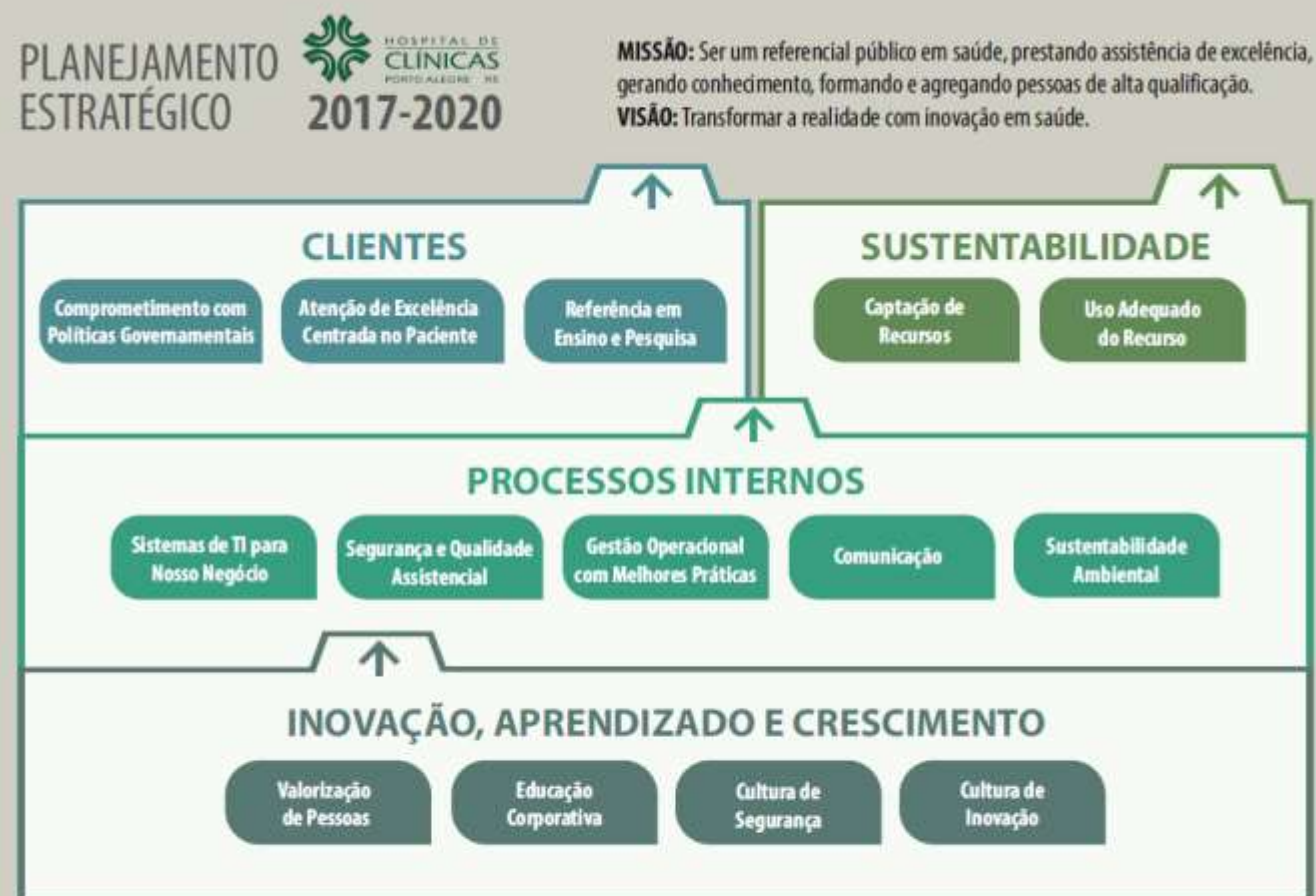 PLANEJAMENTO
ESTRATÉGICO
HOSPITAL DE
CLÍNICAS
PORTO ALEGRE RS
2017-2020
MISSÃO: Ser um referencial público em saúde, prestando assistência de excelência,
gerando conhecimento, formando e agregando pessoas de alta qualificação.
VISÃO: Transformar a realidade com inovação em saúde.
CLIENTES
Comprometimento com
Políticas Governamentais
Atenção de Excelência
Centrada no Paciente
Referência em
Ensino e Pesquisa
SUSTENTABILIDADE
Captação de
Recursos
Uso Adequado
do Recurso
PROCESSOS INTERNOS
Sistemas de TI para
Nosso Negócio
Segurança e Qualidade
Assistencial
Gestão Operacional
com Melhores Práticas
Comunicação
Sustentabilidade
Ambiental
INOVAÇÃO, APRENDIZADO E CRESCIMENTO
Valorização
de Pessoas
Educação
Corporativa
Cultura de
Segurança
Cultura de
Inovação